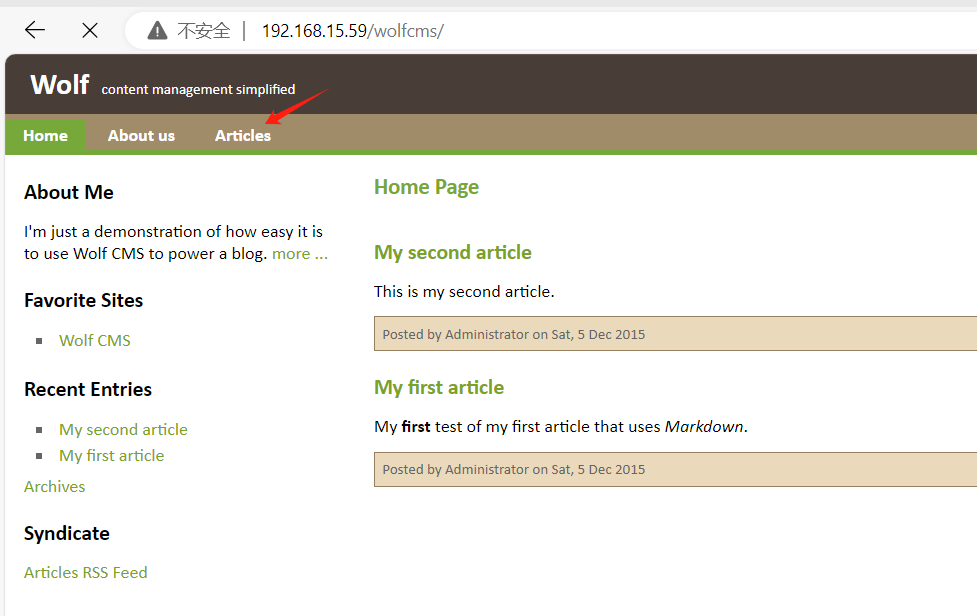 不安全 | 192.168.15.59/wolfcms/
Wolf content management simplified
Home About us Articles
About Me
I'm just a demonstration of how easy it is
to use Wolf CMS to power a blog. more ...
Favorite Sites
Wolf CMS
Recent Entries
My second article
My first article
Archives
Syndicate
Articles RSS Feed
Home Page
My second article
This is my second article.
Posted by Administrator on Sat, 5 Dec 2015
My first article
My first test of my first article that uses Markdown.
Posted by Administrator on Sat, 5 Dec 2015